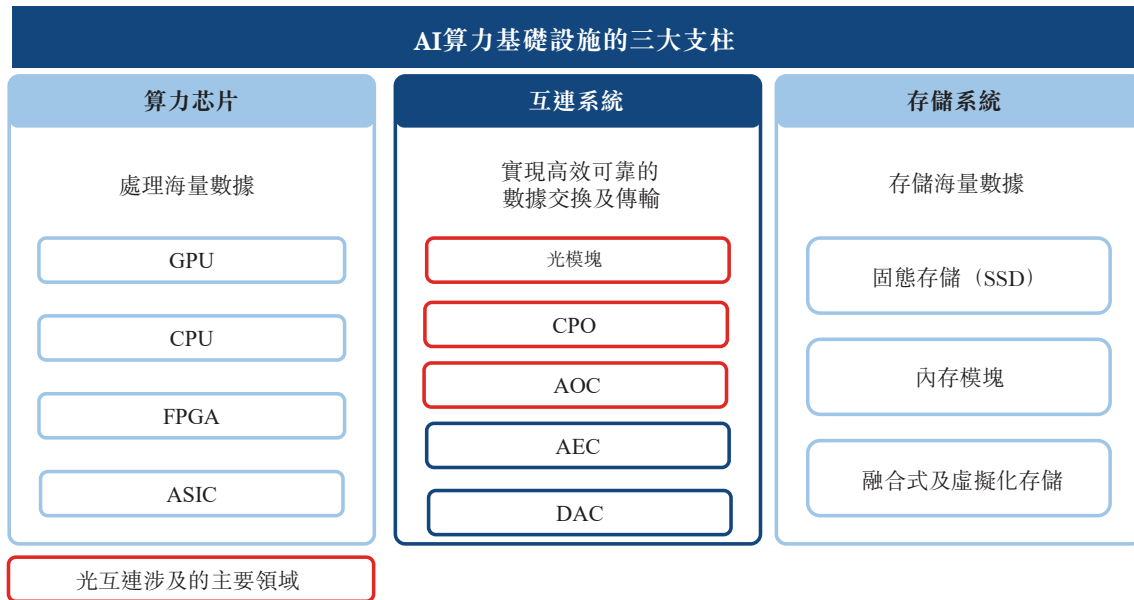 AI算力基礎設施的三大支柱
算力芯片
處理海量數據
GPU
CPU
FPGA
ASIC
互連系統
實現高效可靠的
數據交換及傳輸
光模塊
CPO
AOC
AEC
DAC
存儲系統
存儲海量數據
固態存儲（SSD）
內存模塊
融合式及虛擬化存儲
光互連涉及的主要領域